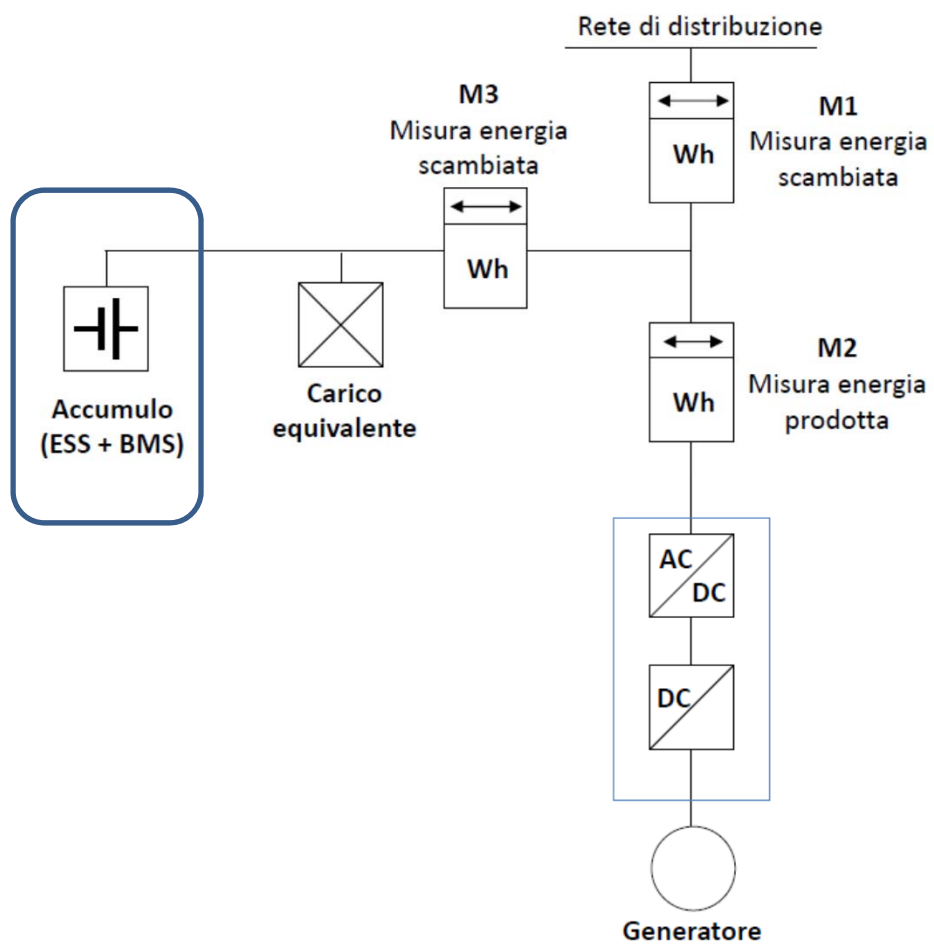 Rete di distribuzione
M3
Misura energia
scambiata
Wh
M1
Misura energia
scambiata
Wh
Accumulo
(ESS + BMS)
Carico
equivalente
M2
Misura energia
prodotta
Wh
AC
DC
DC
Generatore